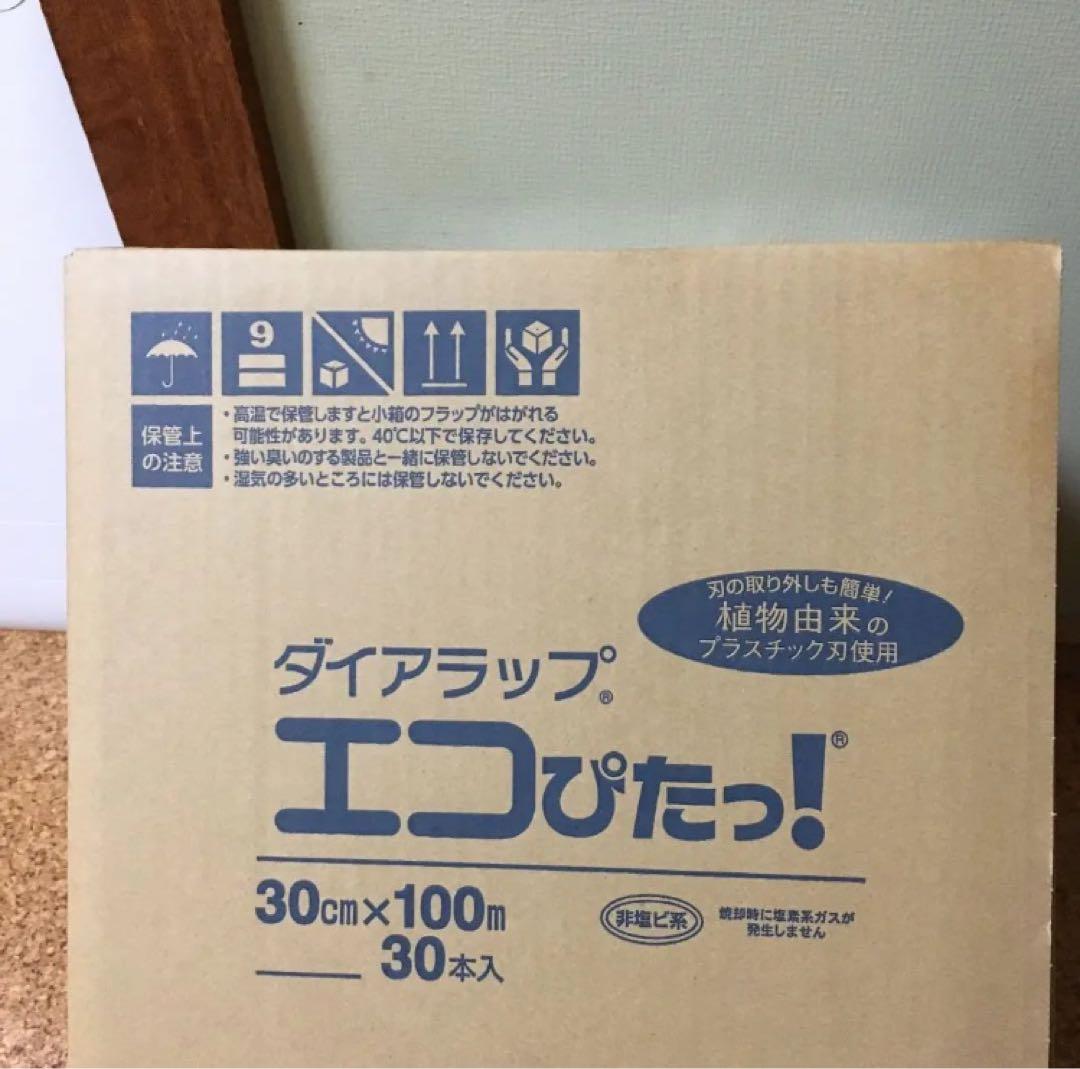 9
保管上
の注意
・高温で保管しますと小箱のフラップがはがれる
可能性があります。40℃以下で保存してください。
・強い臭いのする製品と一緒に保管しないでください。
・湿気の多いところには保管しないでください。
刃の取り外しも簡単!
植物由来の
プラスチック刃使用
ダイアラップ®
エコぴたっ!®
30cm×100m
30本入
非塩ビ系
焼却時に塩素系ガスが
発生しません